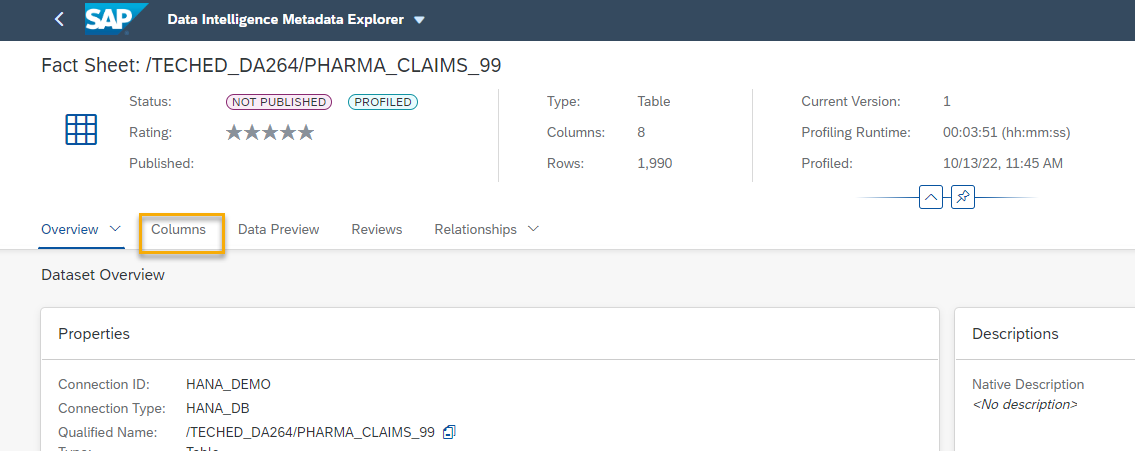 SAP Data Intelligence Metadata Explorer
Fact Sheet: /TECHED_DA264/PHARMA_CLAIMS_99
Status: NOT PUBLISHED PROFILED Type: Table Current Version: 1
Rating: Columns: 8 Profiling Runtime: 00:03:51 (hh:mm:ss)
Published: Rows: 1,990 Profiled: 10/13/22, 11:45 AM
Overview Columns Data Preview Reviews Relationships
Dataset Overview
Properties Descriptions
Connection ID: HANA_DEMO Native Description
Connection Type: HANA_DB <No description>
Qualified Name: /TECHED_DA264/PHARMA_CLAIMS_99
Type: Table